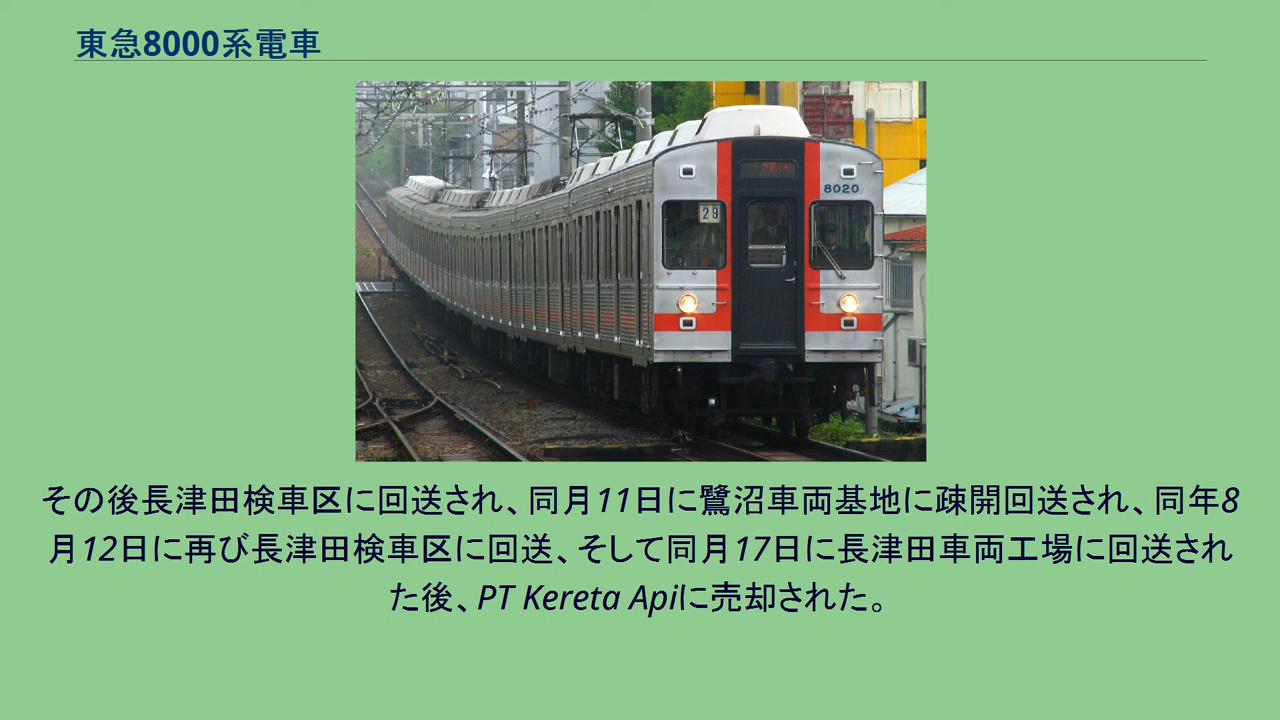 東急8000系電車
8020
29
その後長津田検車区に回送され、同月11日に鷺沼車両基地に疎開回送され、同年8
月12日に再び長津田検車区に回送、そして同月17日に長津田車両工場に回送され
た後、PT Kereta Apiに売却された。